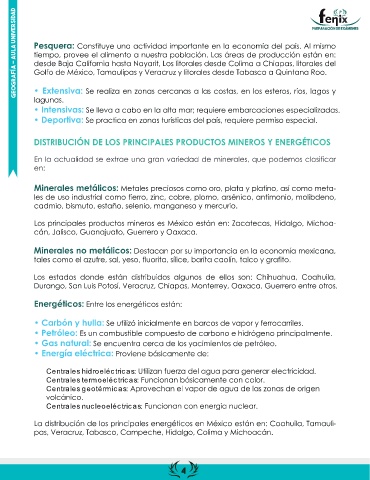 GEOGRAFÍA - AULA UNIVERSIDAD
fenix
PREPARACIÓN DE EXÁMENES
Pesquera: Constituye una actividad importante en la economía del país. Al mismo
tiempo, provee el alimento a nuestra población. Las áreas de producción están en:
desde Baja California hasta Nayarit, Los litorales desde Colima a Chiapas, litorales del
Golfo de México, Tamaulipas y Veracruz y litorales desde Tabasco a Quintana Roo.
• Extensiva: Se realiza en zonas cercanas a las costas, en los esteros, ríos, lagos y
lagunas.
• Intensivas: Se lleva a cabo en la alta mar; requiere embarcaciones especializadas.
• Deportiva: Se practica en zonas turísticas del país, requiere permiso especial.
DISTRIBUCIÓN DE LOS PRINCIPALES PRODUCTOS MINEROS Y ENERGÉTICOS
En la actualidad se extrae una gran variedad de minerales, que podemos clasificar
en:
Minerales metálicos: Metales preciosos como oro, plata y platino, así como meta-
les de uso industrial como fierro, zinc, cobre, plomo, arsénico, antimonio, molibdeno,
cadmio, bismuto, estaño, selenio, manganeso y mercurio.
Los principales productos mineros es México están en: Zacatecas, Hidalgo, Michoa-
cán, Jalisco, Guanajuato, Guerrero y Oaxaca.
Minerales no metálicos: Destacan por su importancia en la economía mexicana,
tales como el azufre, sal, yeso, fluorita, sílice, barita caolín, talco y grafito.
Los estados donde están distribuidos algunos de ellos son: Chihuahua, Coahuila,
Durango, San Luis Potosí, Veracruz, Chiapas, Monterrey, Oaxaca, Guerrero entre otros.
Energéticos: Entre los energéticos están:
• Carbón y hulla: Se utilizó inicialmente en barcos de vapor y ferrocarriles.
• Petróleo: Es un combustible compuesto de carbono e hidrógeno principalmente.
• Gas natural: Se encuentra cerca de los yacimientos de petróleo.
• Energía eléctrica: Proviene básicamente de:
Centrales hidroeléctricas: Utilizan fuerza del agua para generar electricidad.
Centrales termoeléctricas: Funcionan básicamente con calor.
Centrales geotérmicas: Aprovechan el vapor de agua de las zonas de origen
volcánico.
Centrales nucleoeléctricas: Funcionan con energía nuclear.
La distribución de los principales energéticos en México están en: Coahuila, Tamauli-
pas, Veracruz, Tabasco, Campeche, Hidalgo, Colima y Michoacán.
4